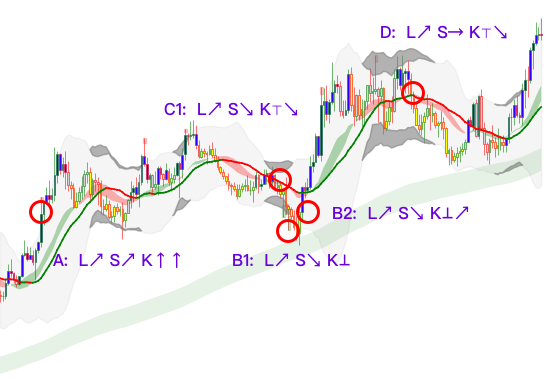 D: L↗ S→ K⊤↘
C1: L↗ S↘ K⊤↘
B2: L↗ S↘ K⊥↗
A: L↗ S↗ K↑↑
B1: L↗ S↘ K⊥